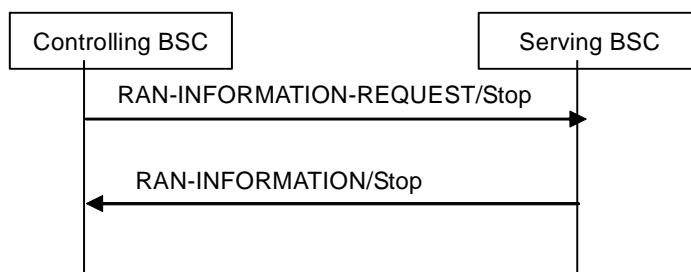 Controlling BSC
Serving BSC
RAN-INFORMATION-REQUEST/Stop
RAN-INFORMATION/Stop